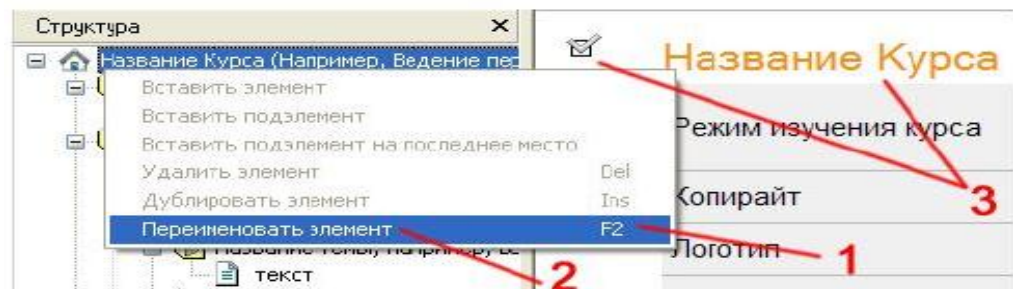 Структура
Название Курса (Например, Ведение пер
Вставить элемент
Вставить подэлемент
Вставить подэлемент на последнее место
Удалить элемент Del
Дублировать элемент Ins
Переименовать элемент F2
текст
Название Курса
Режим изучения курса
Копирайт
Логотип
3
1
2